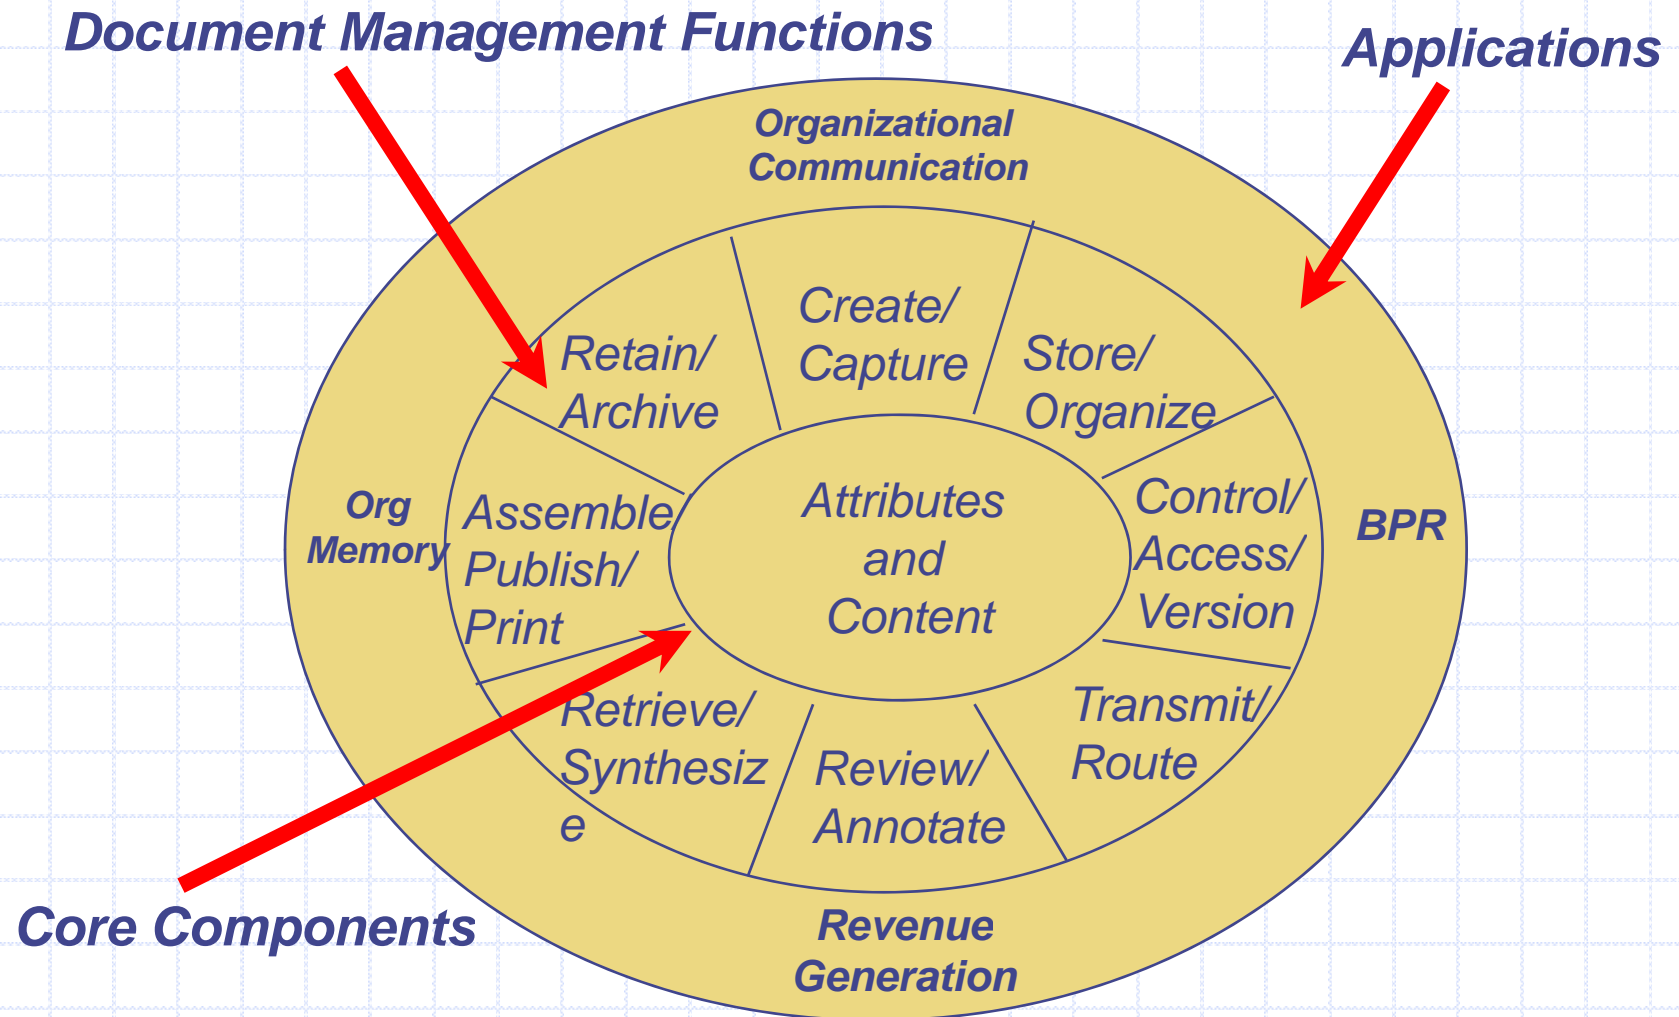 Document Management Functions
Applications
Organizational
Communication
Create/
Capture
Retain/
Archive
Store/
Organize
Org
Memory
Assemble/
Publish/
Print
Attributes
and
Content
Control/
Access/
Version
BPR
Retrieve/
Synthesiz
e
Review/
Annotate
Transmit/
Route
Core Components
Revenue
Generation